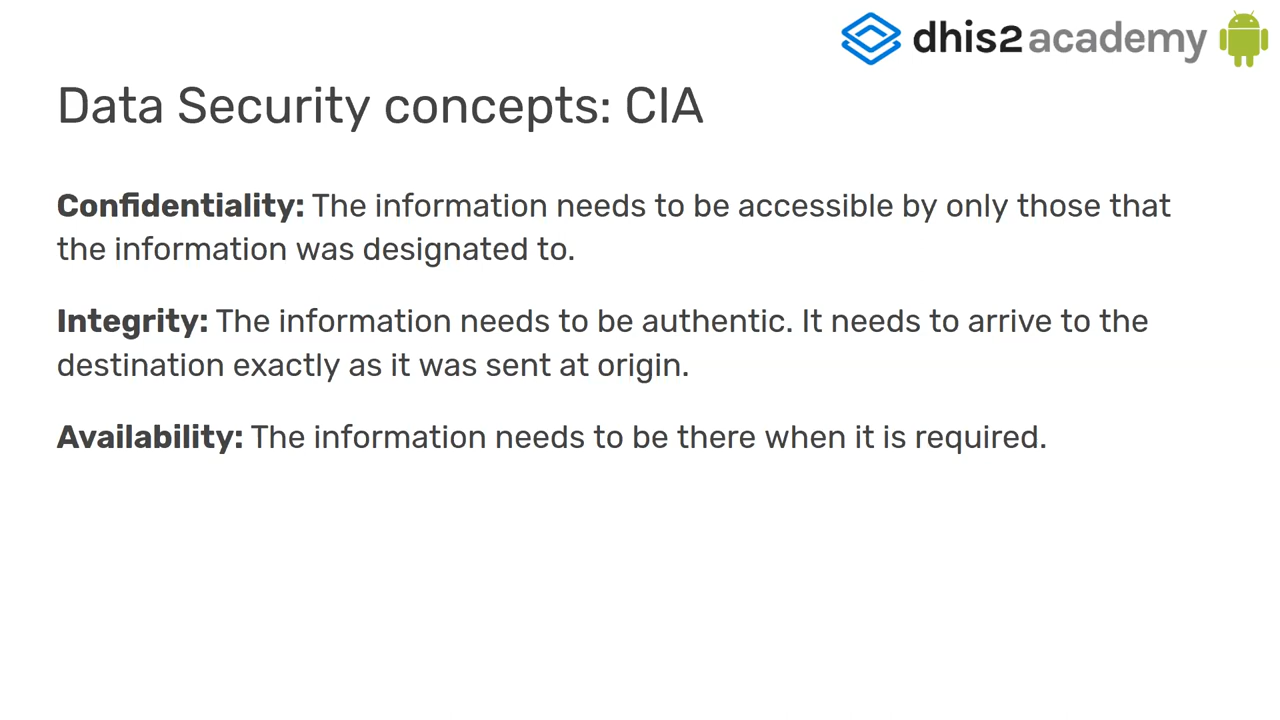 dhis2 academy
Data Security concepts: CIA
Confidentiality: The information needs to be accessible by only those that
the information was designated to.
Integrity: The information needs to be authentic. It needs to arrive to the
destination exactly as it was sent at origin.
Availability: The information needs to be there when it is required.